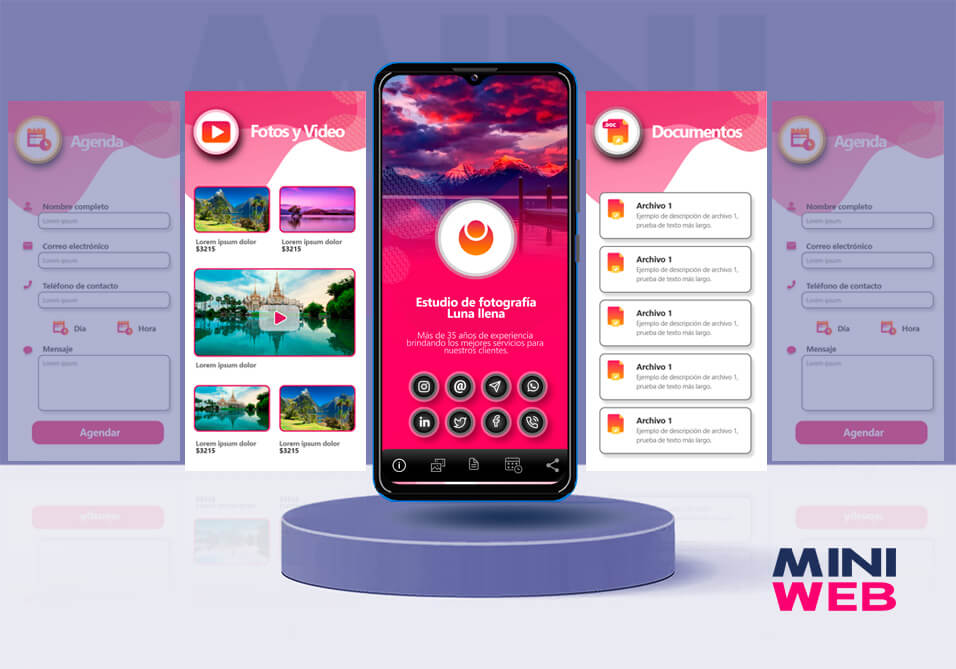 MINI
Agenda
Nombre completo
Lorem ipsum
Correo electrónico
Lorem ipsum
Teléfono de contacto
Lorem ipsum
Día
Hora
Mensaje
Lorem ipsum
Agendar
Fotos y Video
Lorem ipsum dolor
$3215
Lorem ipsum dolor
$3215
Lorem ipsum dolor
Lorem ipsum dolor
$3215
Lorem ipsum dolor
$3215
Estudio de fotografía
Luna llena
Más de 35 años de experiencia
brindando los mejores servicios para
nuestros clientes.
DOC
Documentos
Archivo 1
Ejemplo de descripción de archivo 1,
prueba de texto más largo.
Archivo 1
Ejemplo de descripción de archivo 1,
prueba de texto más largo.
Archivo 1
Ejemplo de descripción de archivo 1,
prueba de texto más largo.
Archivo 1
Ejemplo de descripción de archivo 1,
prueba de texto más largo.
Archivo 1
Ejemplo de descripción de archivo 1,
prueba de texto más largo.
Agenda
Nombre completo
Lorem ipsum
Correo electrónico
Lorem ipsum
Teléfono de contacto
Lorem ipsum
Día
Hora
Mensaje
Lorem ipsum
Agendar
MINI
WEB